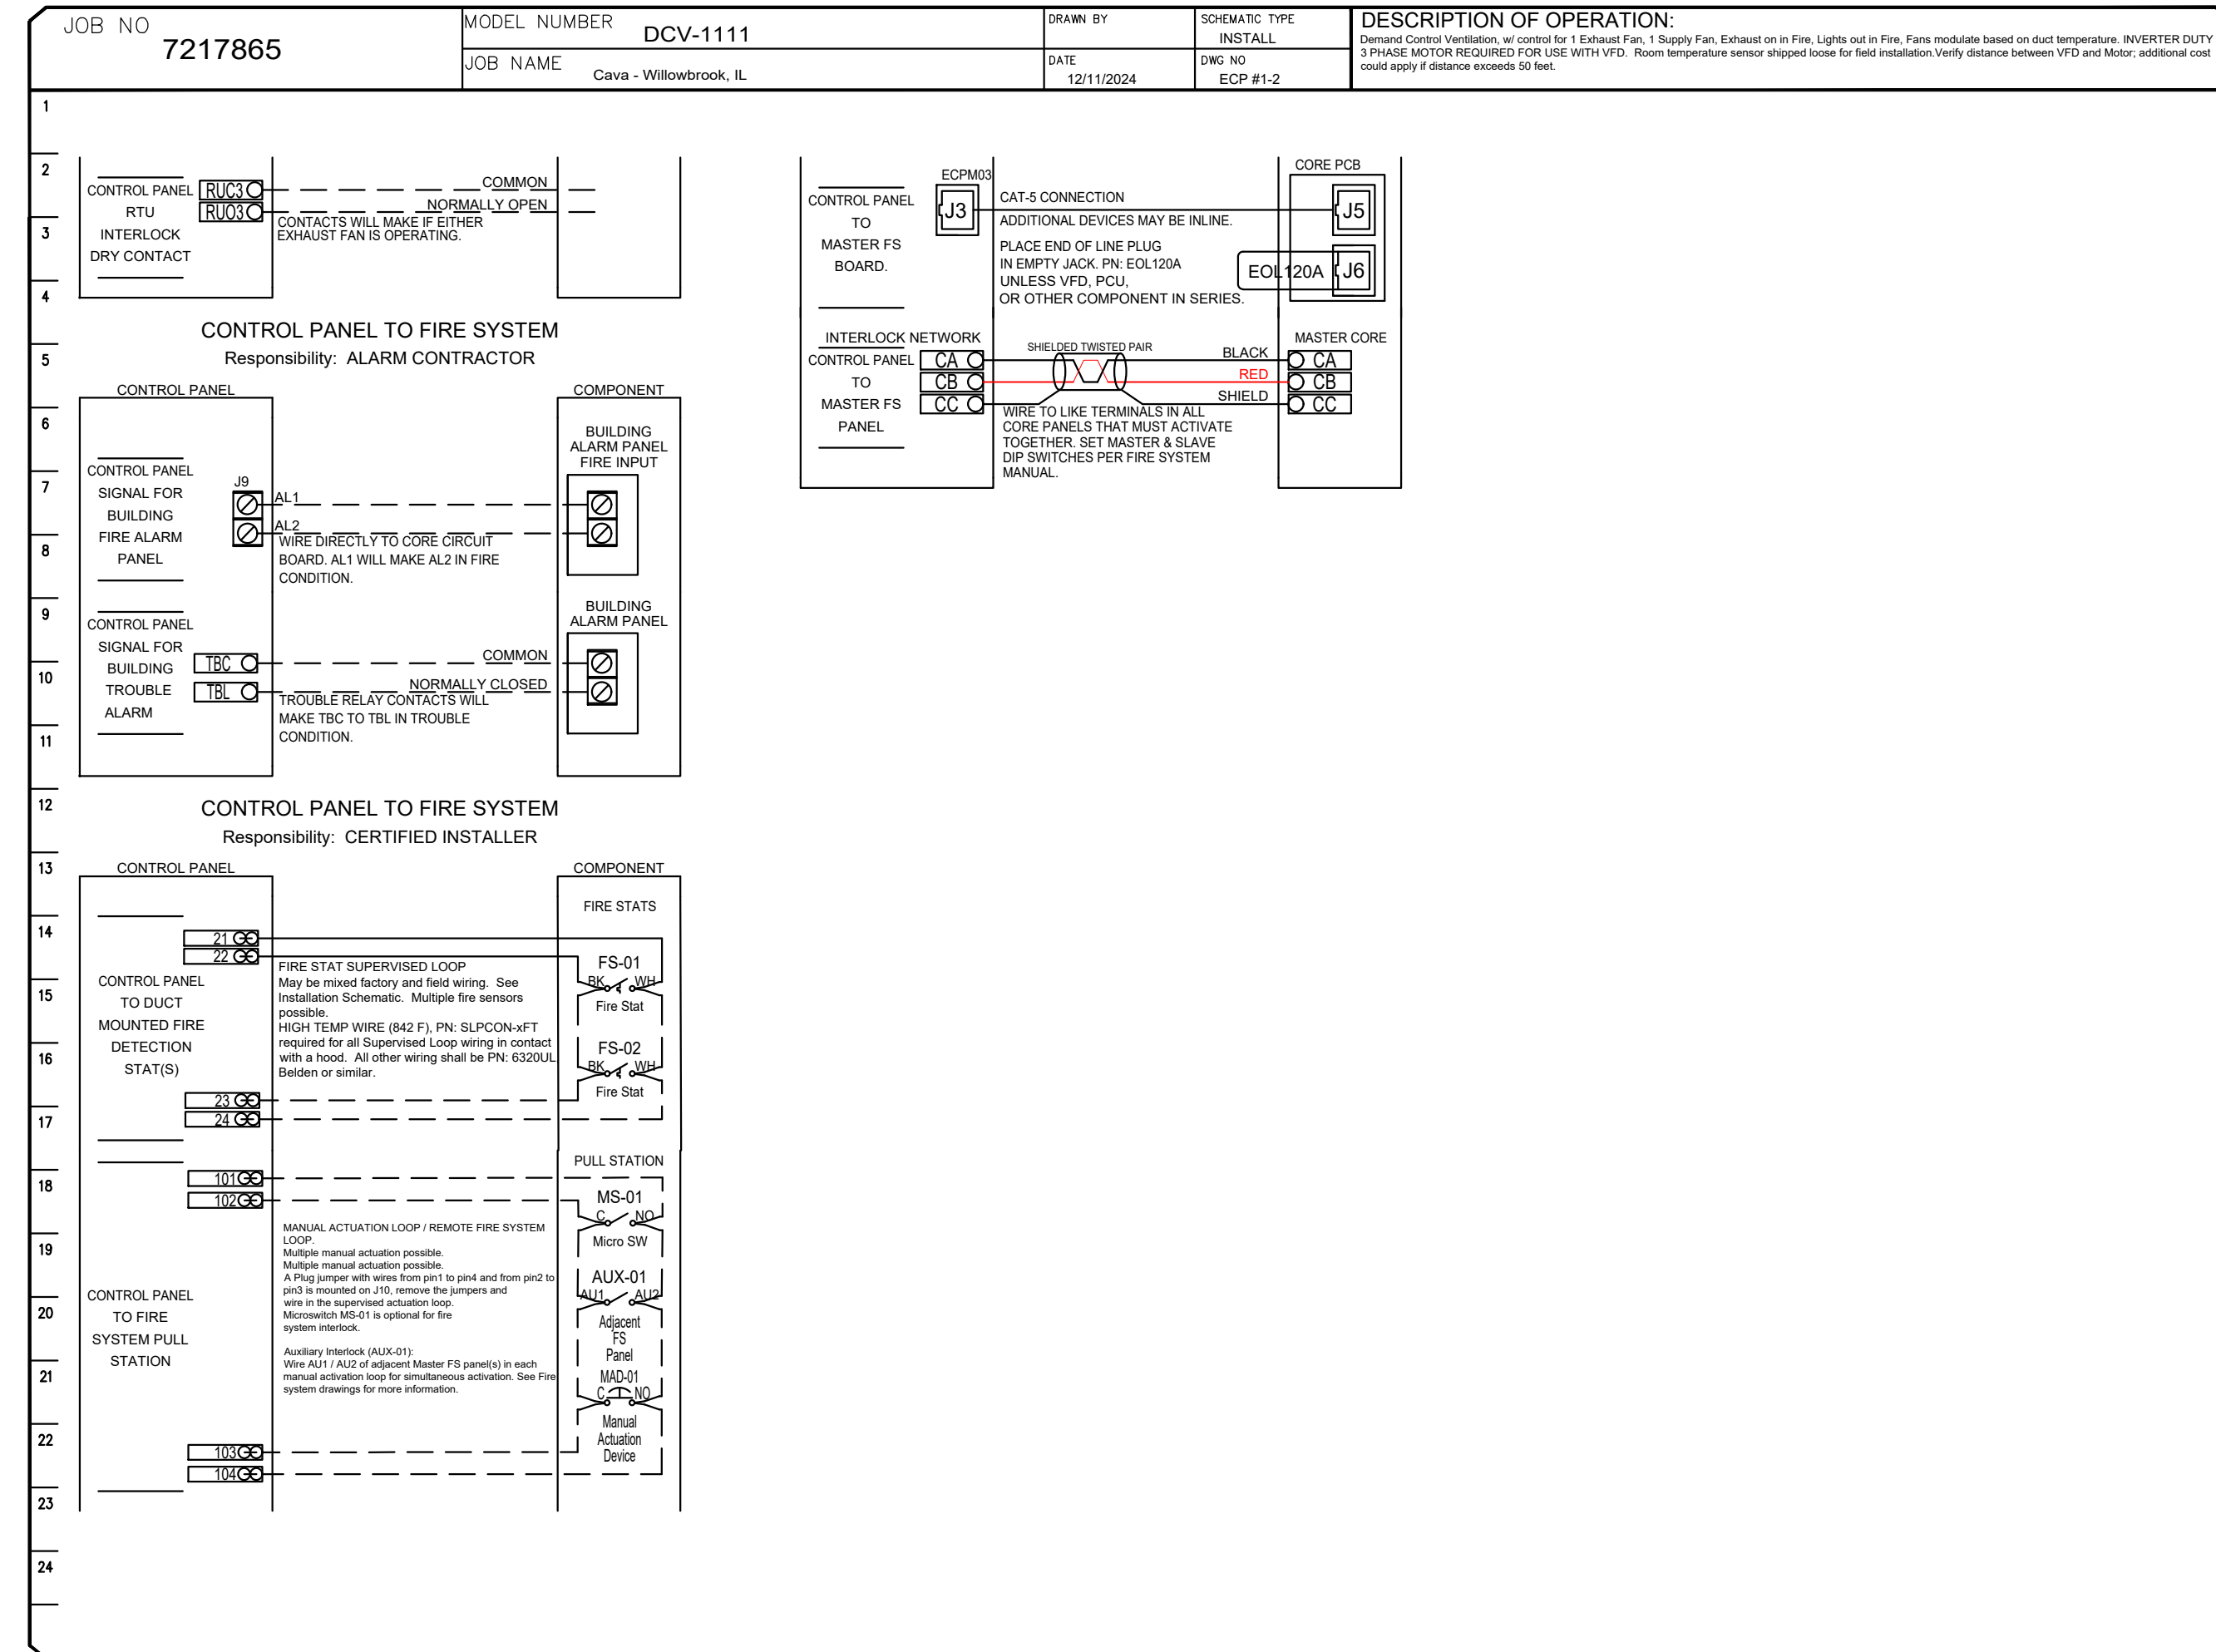 JOB NO
7217865
MODEL NUMBER
DCV-1111
JOB NAME
Cava - Willowbrook, IL
DRAWN BY
DATE
12/11/2024
SCHEMATIC TYPE
INSTALL
DWG NO
ECP #1-2
DESCRIPTION OF OPERATION:
Demand Control Ventilation, w/ control for 1 Exhaust Fan, 1 Supply Fan, Exhaust on in Fire, Lights out in Fire, Fans modulate based on duct temperature. INVERTER DUTY
3 PHASE MOTOR REQUIRED FOR USE WITH VFD. Room temperature sensor shipped loose for field installation.Verify distance between VFD and Motor; additional cost
could apply if distance exceeds 50 feet.
1
2
3
4
5
6
7
8
9
10
11
12
13
14
15
16
17
18
19
20
21
22
23
24
CONTROL PANEL
RTU
INTERLOCK
DRY CONTACT
RUC3
RUO3
COMMON
NORMALLY OPEN
CONTACTS WILL MAKE IF EITHER
EXHAUST FAN IS OPERATING.
CONTROL PANEL TO FIRE SYSTEM
Responsibility: ALARM CONTRACTOR
CONTROL PANEL
COMPONENT
CONTROL PANEL
SIGNAL FOR
BUILDING
FIRE ALARM
PANEL
J9
AL1
AL2
WIRE DIRECTLY TO CORE CIRCUIT
BOARD. AL1 WILL MAKE AL2 IN FIRE
CONDITION.
BUILDING
ALARM PANEL
FIRE INPUT
CONTROL PANEL
SIGNAL FOR
BUILDING
TROUBLE
ALARM
TBC
TBL
COMMON
NORMALLY CLOSED
TROUBLE RELAY CONTACTS WILL
MAKE TBC TO TBL IN TROUBLE
CONDITION.
BUILDING
ALARM PANEL
CONTROL PANEL TO FIRE SYSTEM
Responsibility: CERTIFIED INSTALLER
CONTROL PANEL
COMPONENT
CONTROL PANEL
TO DUCT
MOUNTED FIRE
DETECTION
STAT(S)
21
22
23
24
FIRE STAT SUPERVISED LOOP
May be mixed factory and field wiring. See
Installation Schematic. Multiple fire sensors
possible.
HIGH TEMP WIRE (842 F), PN: SLPCON-xFT
required for all Supervised Loop wiring in contact
with a hood. All other wiring shall be PN: 6320UL
Belden or similar.
FIRE STATS
FS-01
BK WH
Fire Stat
FS-02
BK WH
Fire Stat
CONTROL PANEL
TO FIRE
SYSTEM PULL
STATION
101
102
103
104
MANUAL ACTUATION LOOP / REMOTE FIRE SYSTEM
LOOP.
Multiple manual actuation possible.
Multiple manual actuation possible.
A Plug jumper with wires from pin1 to pin4 and from pin2 to
pin3 is mounted on J10, remove the jumpers and
wire in the supervised actuation loop.
Microswitch MS-01 is optional for fire
system interlock.
Auxiliary Interlock (AUX-01):
Wire AU1 / AU2 of adjacent Master FS panel(s) in each
manual activation loop for simultaneous activation. See Fire
system drawings for more information.
PULL STATION
MS-01
C NO
Micro SW
AUX-01
AU1 AU2
Adjacent
FS
Panel
MAD-01
C NO
Manual
Actuation
Device
CONTROL PANEL
TO
MASTER FS
BOARD.
ECPM03
J3
CAT-5 CONNECTION
ADDITIONAL DEVICES MAY BE INLINE.
PLACE END OF LINE PLUG
IN EMPTY JACK. PN: EOL120A
UNLESS VFD, PCU,
OR OTHER COMPONENT IN SERIES.
CORE PCB
J5
EOL120A
J6
INTERLOCK NETWORK
CONTROL PANEL
TO
MASTER FS
PANEL
CA
CB
CC
SHIELDED TWISTED PAIR
BLACK
RED
SHIELD
WIRE TO LIKE TERMINALS IN ALL
CORE PANELS THAT MUST ACTIVATE
TOGETHER. SET MASTER & SLAVE
DIP SWITCHES PER FIRE SYSTEM
MANUAL.
MASTER CORE
CA
CB
CC